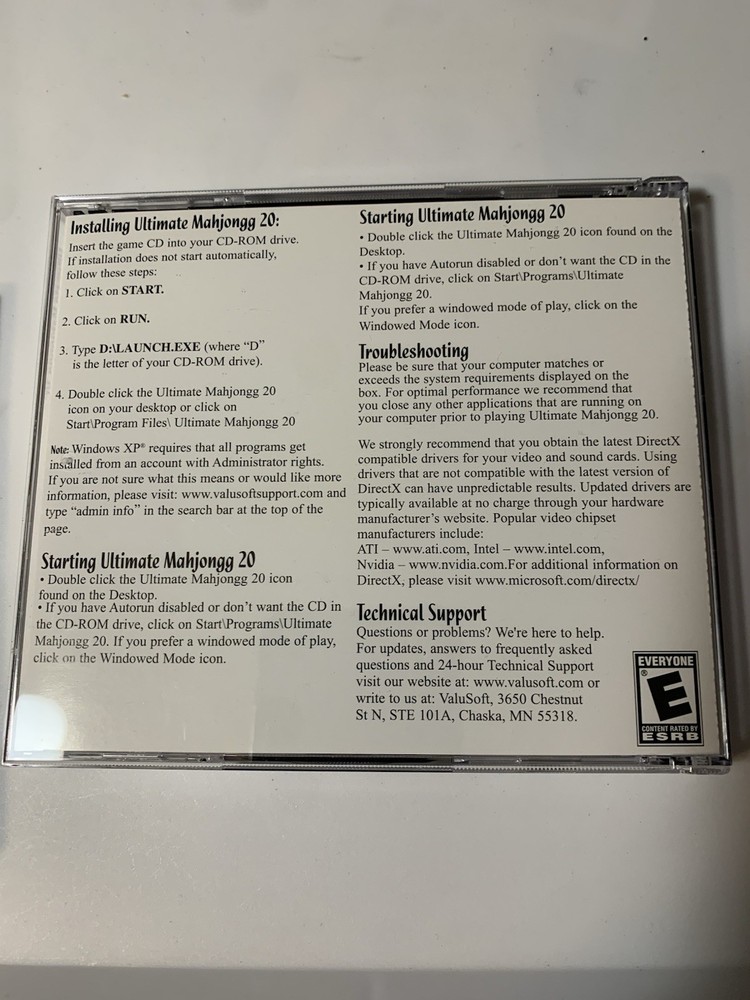 Installing Ultimate Mahjongg 20:
Insert the game CD into your CD-ROM drive.
If installation does not start automatically,
follow these steps:
1. Click on START.
2. Click on RUN.
3. Type D:\LAUNCH.EXE (where “D”
is the letter of your CD-ROM drive).
4. Double click the Ultimate Mahjongg 20
icon on your desktop or click on
Start\Program Files\ Ultimate Mahjongg 20
Note: Windows XP® requires that all programs get
installed from an account with Administrator rights.
If you are not sure what this means or would like more
information, please visit: www.valusoftsupport.com and
type “admin info” in the search bar at the top of the
page.
Starting Ultimate Mahjongg 20
• Double click the Ultimate Mahjongg 20 icon
found on the Desktop.
• If you have Autorun disabled or don’t want the CD in
the CD-ROM drive, click on Start\Programs\Ultimate
Mahjongg 20. If you prefer a windowed mode of play,
click on the Windowed Mode icon.
Starting Ultimate Mahjongg 20
• Double click the Ultimate Mahjongg 20 icon found on the
Desktop.
• If you have Autorun disabled or don’t want the CD in the
CD-ROM drive, click on Start\Programs\Ultimate
Mahjongg 20.
If you prefer a windowed mode of play, click on the
Windowed Mode icon.
Troubleshooting
Please be sure that your computer matches or
exceeds the system requirements displayed on the
box. For optimal performance we recommend that
you close any other applications that are running on
your computer prior to playing Ultimate Mahjongg 20.
We strongly recommend that you obtain the latest DirectX
compatible drivers for your video and sound cards. Using
drivers that are not compatible with the latest version of
DirectX can have unpredictable results. Updated drivers are
typically available at no charge through your hardware
manufacturer’s website. Popular video chipset
manufacturers include:
ATI – www.ati.com, Intel – www.intel.com,
Nvidia – www.nvidia.com.For additional information on
DirectX, please visit www.microsoft.com/directx/
Technical Support
Questions or problems? We're here to help.
For updates, answers to frequently asked
questions and 24-hour Technical Support
visit our website at: www.valusoft.com or
write to us at: ValuSoft, 3650 Chestnut
St N, STE 101A, Chaska, MN 55318.
EVERYONE
E®
CONTENT RATED BY
ESRB